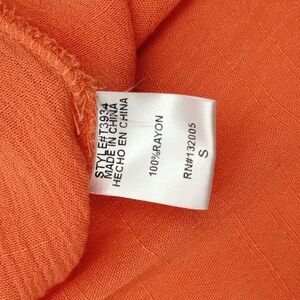 STYLE#T3934
MADE IN CHINA
HECHO EN CHINA
100%RAYON
RN#132005
S